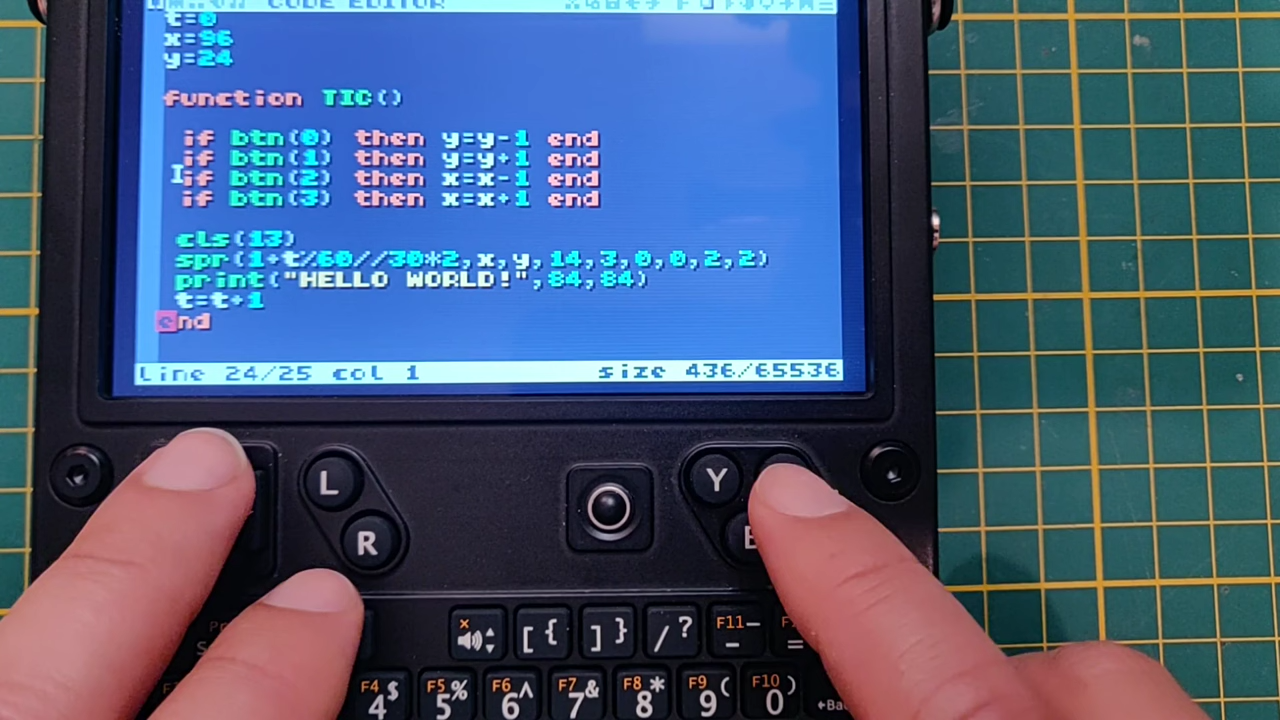 CODE EDITOR
t=0
x=96
y=24
function TIC()
if btn(0) then y=y-1 end
if btn(1) then y=y+1 end
if btn(2) then x=x-1 end
if btn(3) then x=x+1 end
cls(13)
spr(1+t%60//30*2,x,y,14,3,0,0,2,2)
print("HELLO WORLD!",84,84)
t=t+1
end
line 24/25 col 1 size 436/65536
L Y
R
x F11 –
[ { ] } / ? - =
F4 $ F5 % F6 ^ F7 & F8 * F9 ( F10 )
4 5 6 7 8 9 0